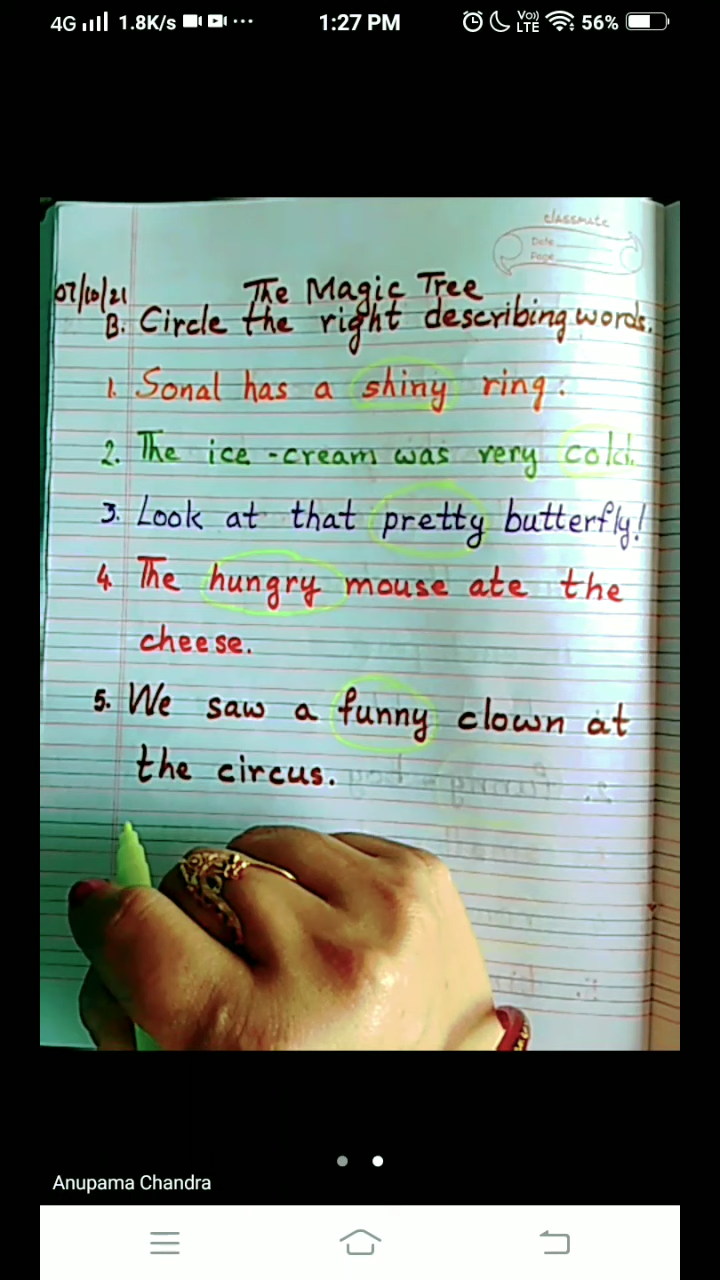 4G 1.8K/s ... 1:27 PM Vo) LTE 56%
classmate
Date
Page
07/10/21 The Magic Tree
B. Circle the right describing words.
1. Sonal has a shiny ring.
2. The ice-cream was very cold.
3. Look at that pretty butterfly!
4. The hungry mouse ate the
cheese.
5. We saw a funny clown at
the circus.
Anupama Chandra